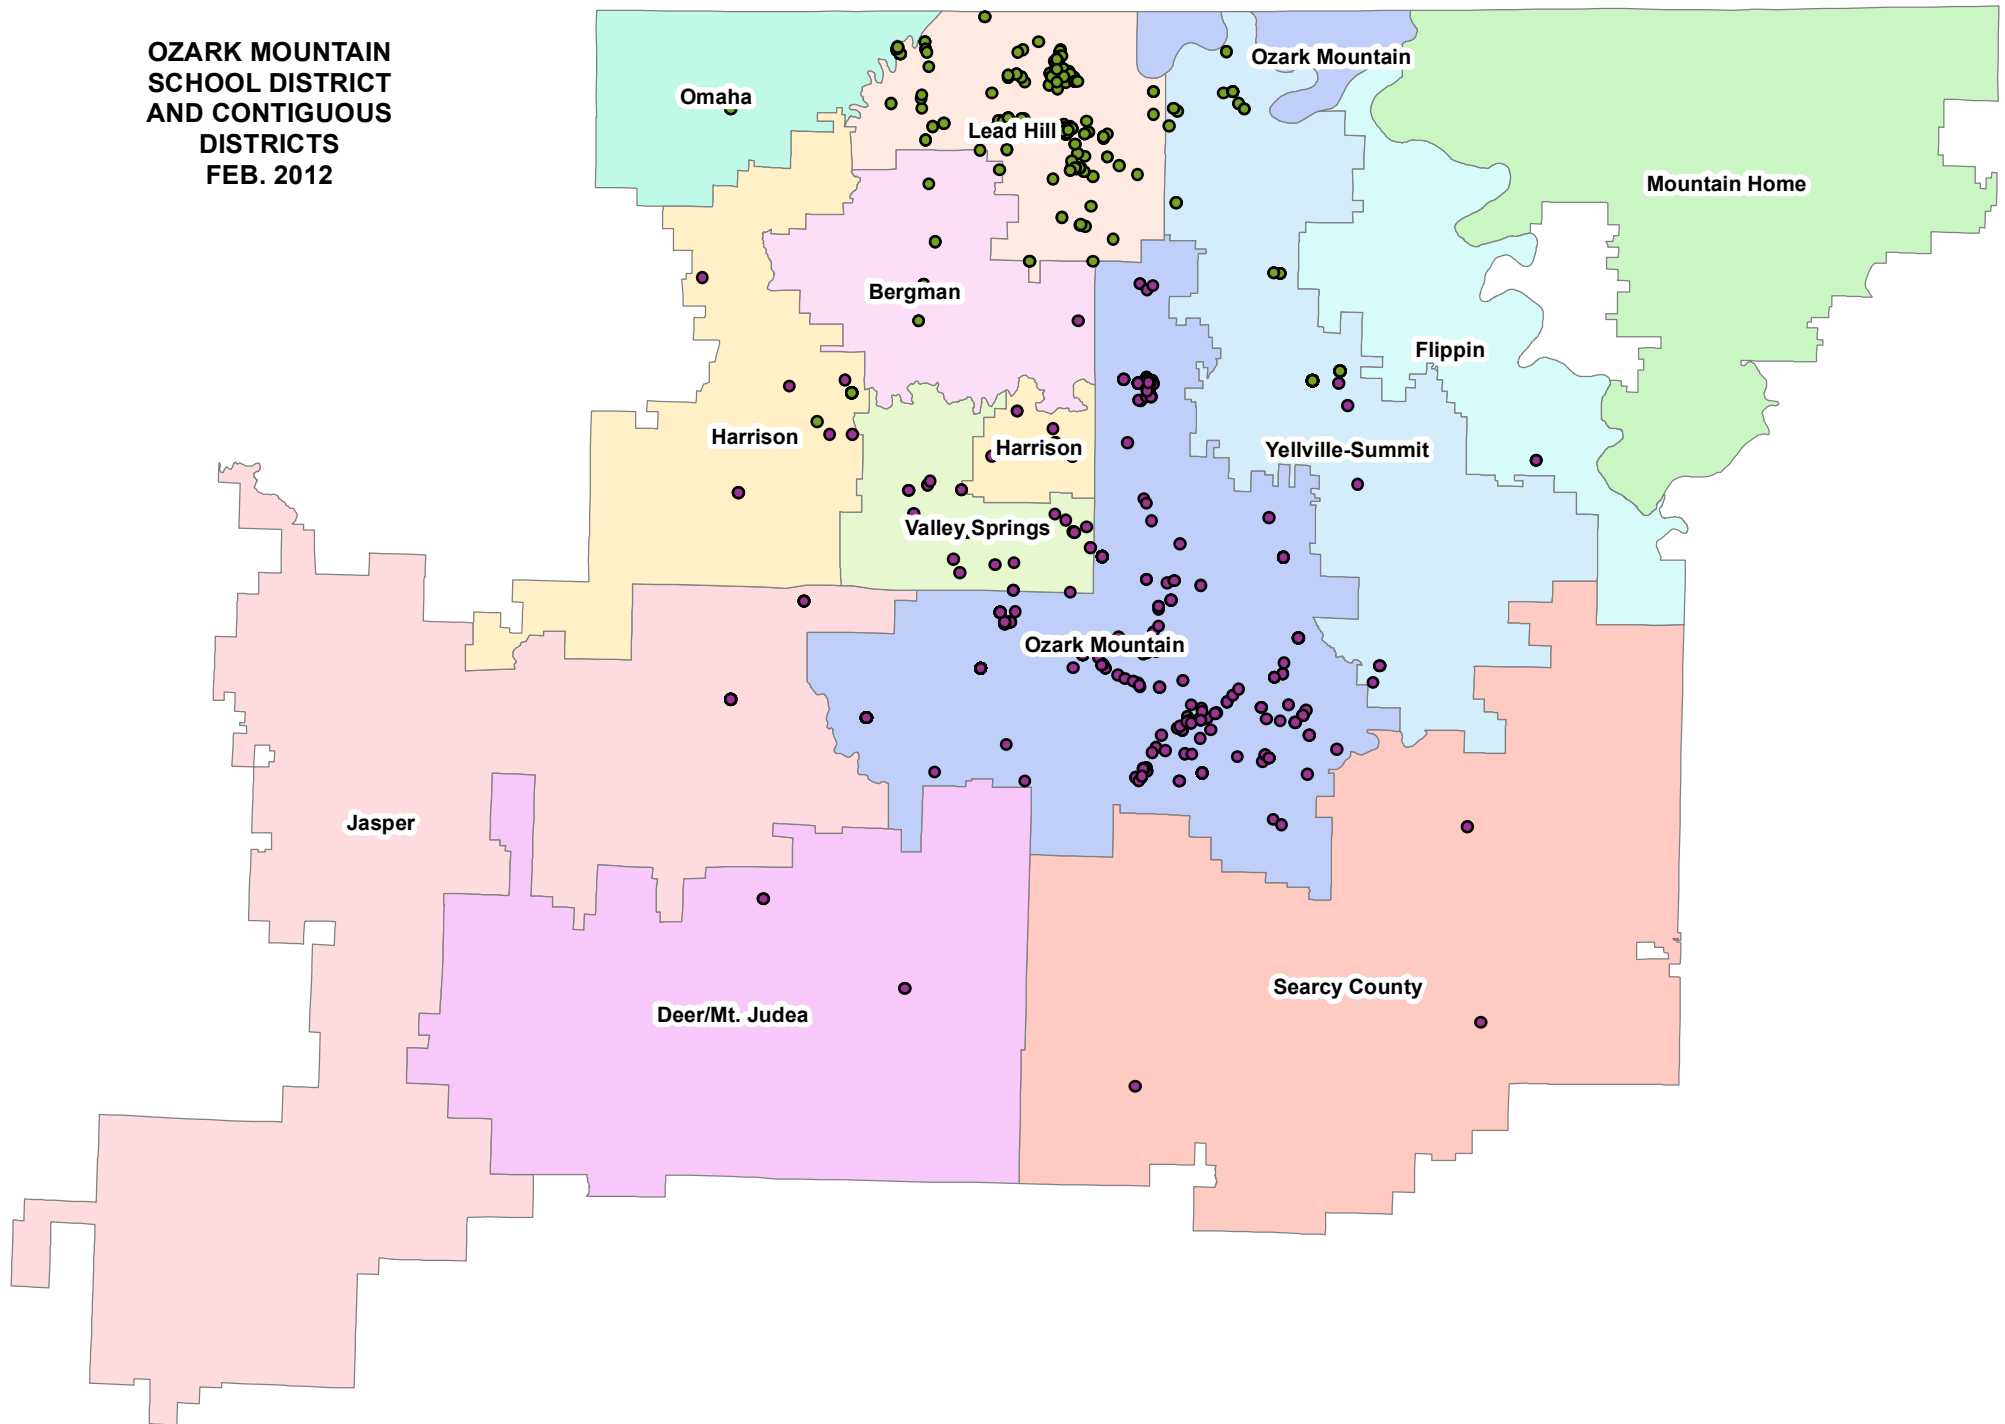 OZARK MOUNTAIN
SCHOOL DISTRICT
AND CONTIGUOUS
DISTRICTS
FEB. 2012
Ozark Mountain
Omaha
Lead Hill
Mountain Home
Bergman
Flippin
Harrison
Harrison
Yellville-Summit
Valley Springs
Ozark Mountain
Jasper
Searcy County
Deer/Mt. Judea